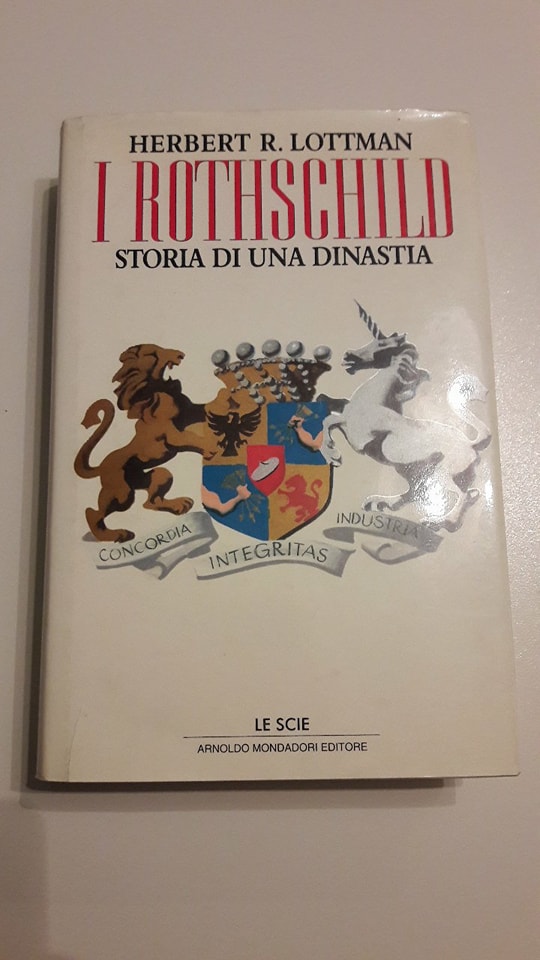 HERBERT R. LOTTMAN
I ROTHSCHILD
STORIA DI UNA DINASTIA
CONCORDIA
INTEGRITAS
INDUSTRIA
LE SCIE
ARNOLDO MONDADORI EDITORE